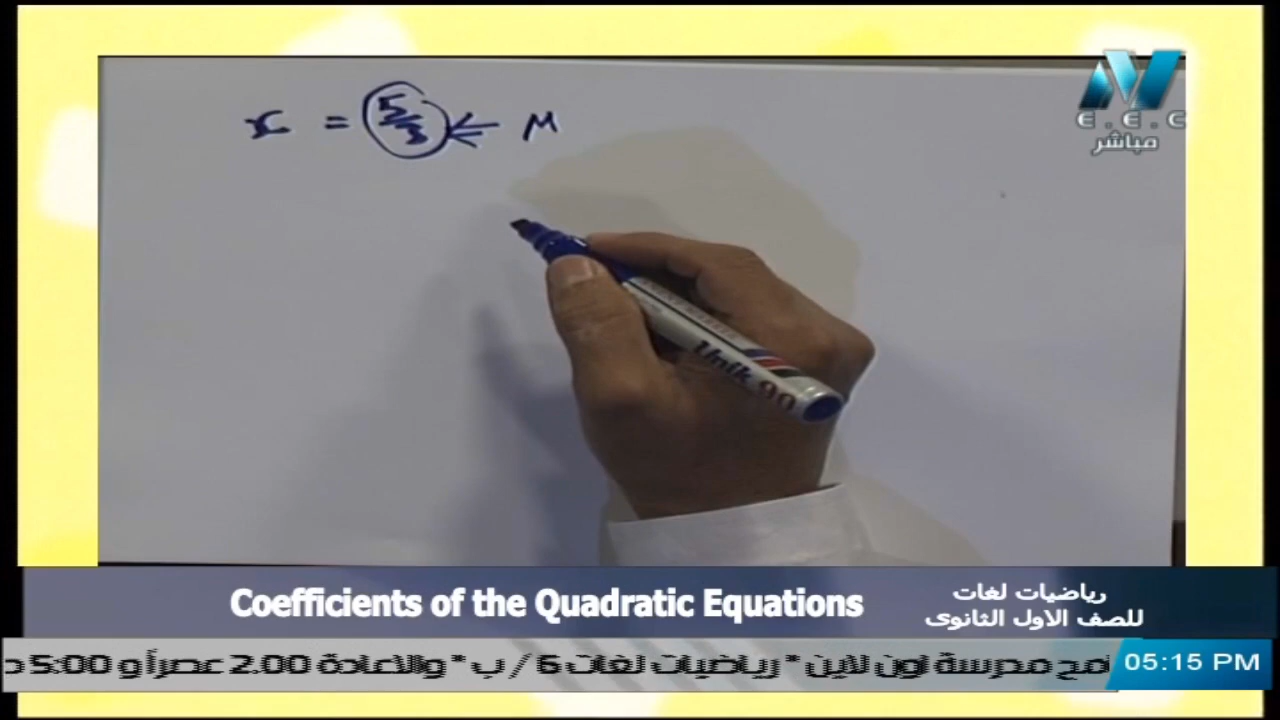 x = 5/3 ⇐ M
E.E.C
مباشر
Unik 90
Coefficients of the Quadratic Equations
رياضيات لغات
للصف الاول الثانوى
امج مدرسة اون لاين " رياضيات لغات 6 / ب " والاعادة 2.00 عصراً و 5:00
05:15 PM